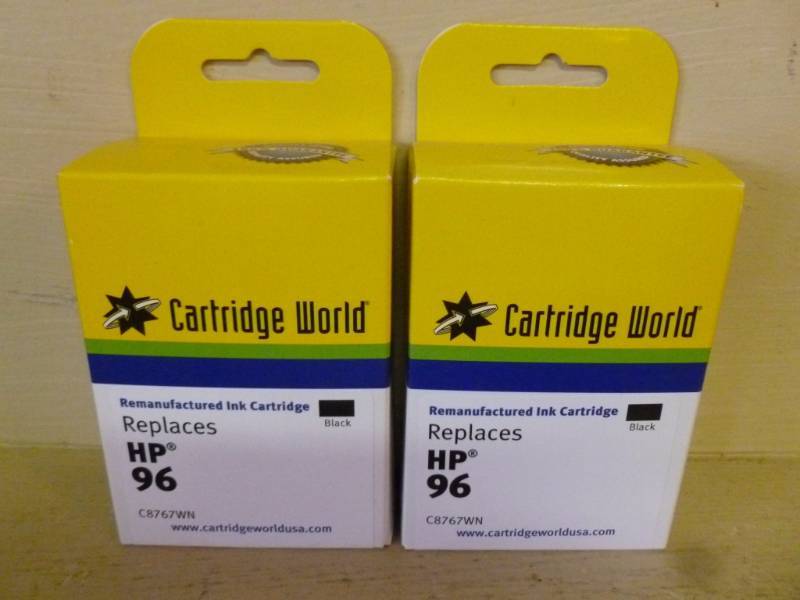 Cartridge World®
Remanufactured Ink Cartridge
Black
Replaces
HP®
96
C8767WN
www.cartridgeworldusa.com
Cartridge World®
Remanufactured Ink Cartridge
Black
Replaces
HP®
96
C8767WN
www.cartridgeworldusa.com